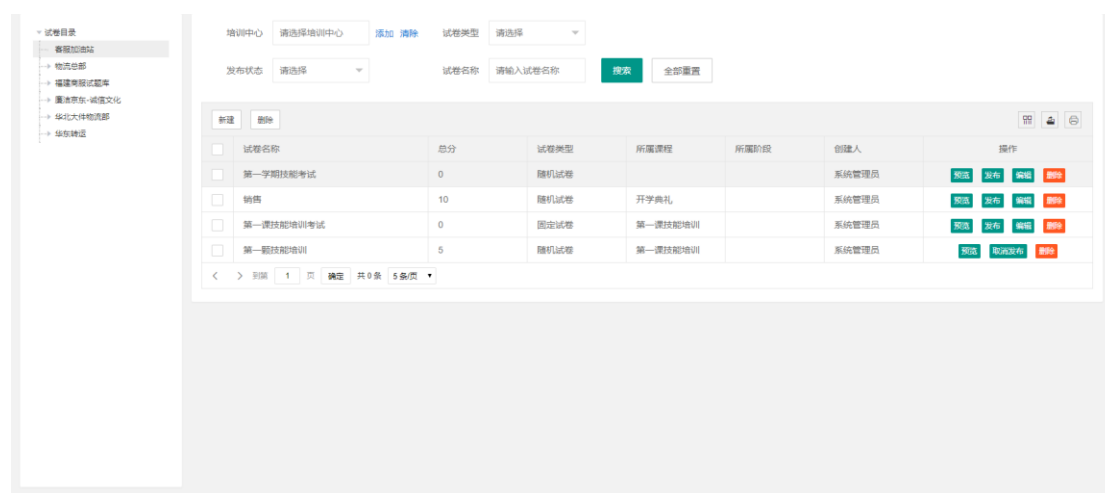 试卷目录
客服加油站
物流总部
福建商服试题库
廉洁京东-诚信文化
华北大件物流部
华东转运
培训中心 请选择培训中心 添加 清除 试卷类型 请选择
发布状态 请选择 试卷名称 请输入试卷名称 搜索 全部重置
新建 删除
试卷名称 总分 试卷类型 所属课程 所属阶段 创建人 操作
第一学期技能考试 0 随机试卷 系统管理员 预览 发布 编辑 删除
销售 10 随机试卷 开学典礼 系统管理员 预览 发布 编辑 删除
第一课技能培训考试 0 固定试卷 第一课技能培训 系统管理员 预览 发布 编辑 删除
第一颗技能培训 5 随机试卷 第一课技能培训 系统管理员 预览 取消发布 删除
到第 1 页 确定 共 0 条 5 条/页